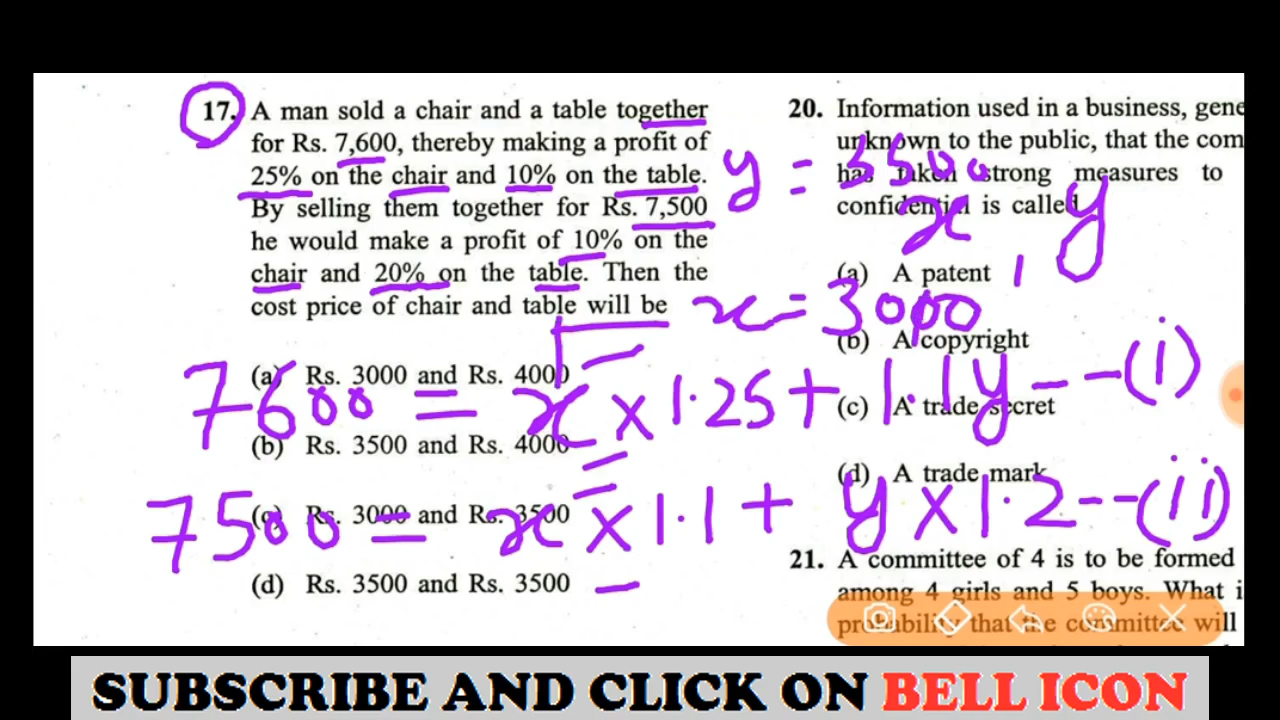 17. A man sold a chair and a table together
for Rs. 7,600, thereby making a profit of
25% on the chair and 10% on the table.
By selling them together for Rs. 7,500
he would make a profit of 10% on the
chair and 20% on the table. Then the
cost price of chair and table will be
(a) Rs. 3000 and Rs. 4000
(b) Rs. 3500 and Rs. 4000
(c) Rs. 3000 and Rs. 3500
(d) Rs. 3500 and Rs. 3500
y = 3500
x y
x = 3000
7600 = x × 1.25 + 1.1y -- (i)
7500 = x × 1.1 + y × 1.2 -- (ii)
20. Information used in a business, gene
unknown to the public, that the com
has taken strong measures to
confidential is called
(a) A patent
(b) A copyright
(c) A trade secret
(d) A trade mark
21. A committee of 4 is to be formed
among 4 girls and 5 boys. What i
probability that the committee will
SUBSCRIBE AND CLICK ON BELL ICON